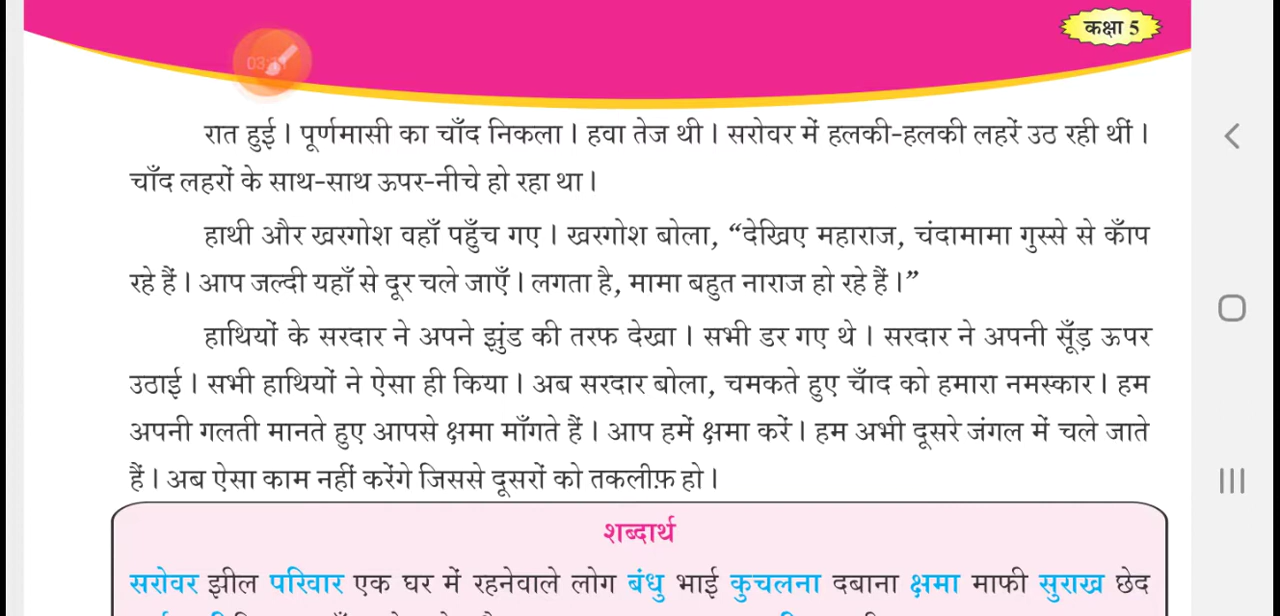 कक्षा 5
रात हुई। पूर्णमासी का चाँद निकला। हवा तेज थी। सरोवर में हलकी-हलकी लहरें उठ रही थीं।
चाँद लहरों के साथ-साथ ऊपर-नीचे हो रहा था।
हाथी और खरगोश वहाँ पहुँच गए। खरगोश बोला, “देखिए महाराज, चंदामामा गुस्से से काँप
रहे हैं। आप जल्दी यहाँ से दूर चले जाएँ। लगता है, मामा बहुत नाराज हो रहे हैं।”
हाथियों के सरदार ने अपने झुंड की तरफ देखा। सभी डर गए थे। सरदार ने अपनी सूँड़ ऊपर
उठाई। सभी हाथियों ने ऐसा ही किया। अब सरदार बोला, चमकते हुए चाँद को हमारा नमस्कार। हम
अपनी गलती मानते हुए आपसे क्षमा माँगते हैं। आप हमें क्षमा करें। हम अभी दूसरे जंगल में चले जाते
हैं। अब ऐसा काम नहीं करेंगे जिससे दूसरों को तकलीफ़ हो।
शब्दार्थ
सरोवर झील परिवार एक घर में रहनेवाले लोग बंधु भाई कुचलना दबाना क्षमा माफी सुराख छेद